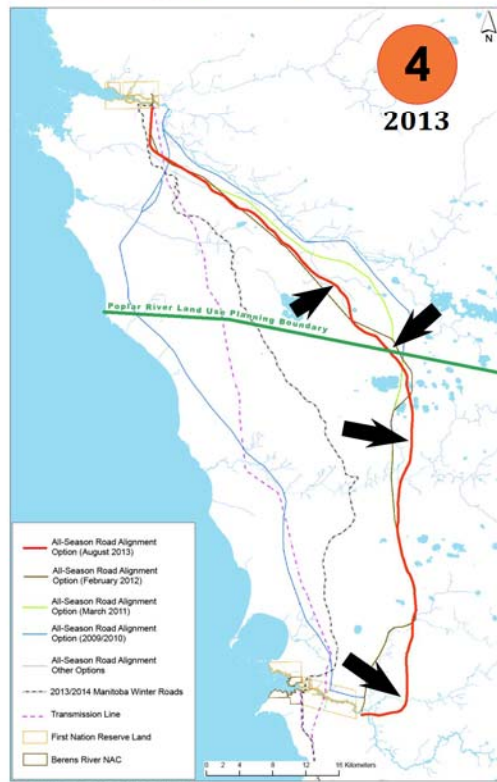 N
4
2013
Poplar River Land Use Planning Boundary
All-Season Road Alignment
Option (August 2013)
All-Season Road Alignment
Option (February 2012)
All-Season Road Alignment
Option (March 2011)
All-Season Road Alignment
Option (2009/2010)
All-Season Road Alignment
Other Options
2013/2014 Manitoba Winter Roads
Transmission Line
First Nation Reserve Land
Berens River NAC
0 2 4 8 12 16 Kilometers